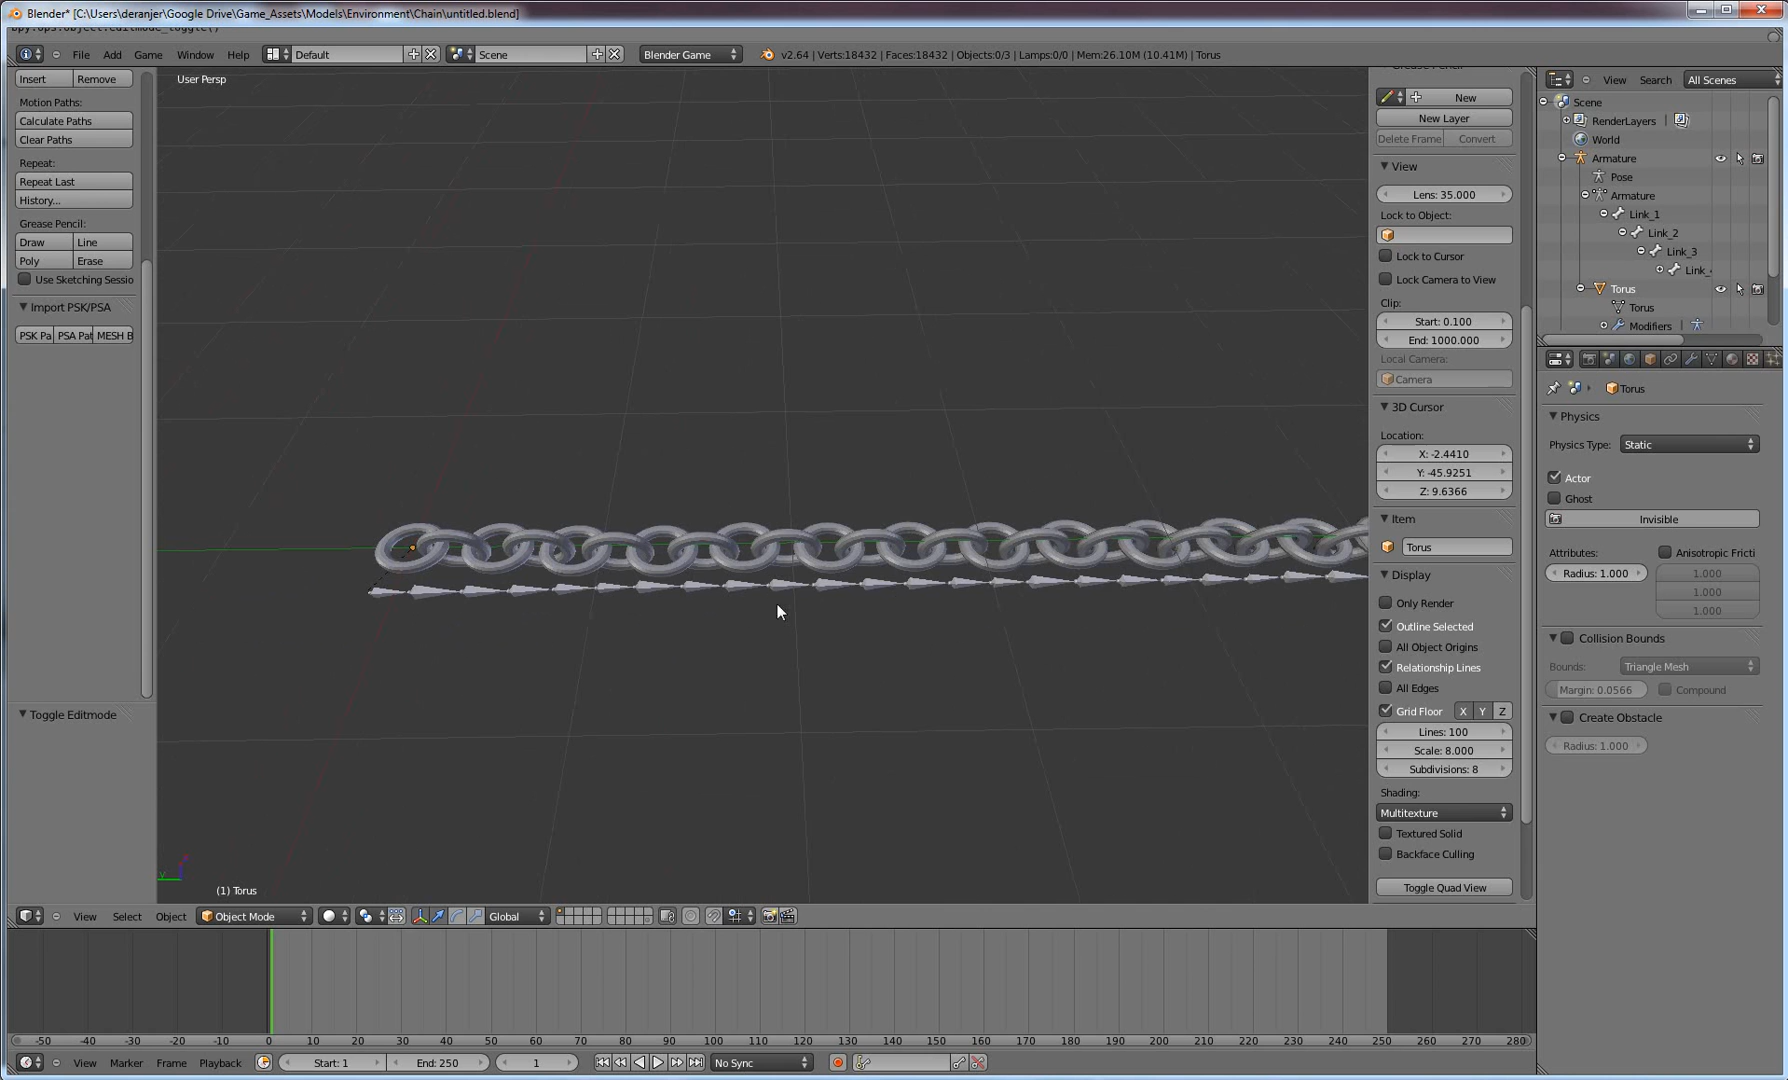 Blender* [C:\Users\deranjer\Google Drive\Game_Assets\Models\Environment\Chain\untitled.blend]
bpy.ops.object.editmode_toggle()
File Add Game Window Help Default Scene Blender Game v2.64 | Verts:18432 | Faces:18432 | Objects:0/3 | Lamps:0/0 | Mem:26.10M (10.41M) | Torus
Insert Remove
Motion Paths:
Calculate Paths
Clear Paths
Repeat:
Repeat Last
History...
Grease Pencil:
Draw Line
Poly Erase
Use Sketching Sessio
Import PSK/PSA
PSK Pa PSA Pat MESH B
Toggle Editmode
User Persp
(1) Torus
New
New Layer
Delete Frame Convert
View
Lens: 35.000
Lock to Object:
Lock to Cursor
Lock Camera to View
Clip:
Start: 0.100
End: 1000.000
Local Camera:
Camera
3D Cursor
Location:
X: -2.4410
Y: -45.9251
Z: 9.6366
Item
Torus
Display
Only Render
Outline Selected
All Object Origins
Relationship Lines
All Edges
Grid Floor X Y Z
Lines: 100
Scale: 8.000
Subdivisions: 8
Shading:
Multitexture
Textured Solid
Backface Culling
Toggle Quad View
View Search All Scenes
Scene
RenderLayers
World
Armature
Pose
Armature
Link_1
Link_2
Link_3
Link_
Torus
Torus
Modifiers
Torus
Physics
Physics Type: Static
Actor
Ghost
Invisible
Attributes: Anisotropic Fricti
Radius: 1.000 1.000
1.000
1.000
Collision Bounds
Bounds: Triangle Mesh
Margin: 0.0566 Compound
Create Obstacle
Radius: 1.000
View Select Object Object Mode Global
-50 -40 -30 -20 -10 0 10 20 30 40 50 60 70 80 90 100 110 120 130 140 150 160 170 180 190 200 210 220 230 240 250 260 270 280
View Marker Frame Playback Start: 1 End: 250 1 No Sync